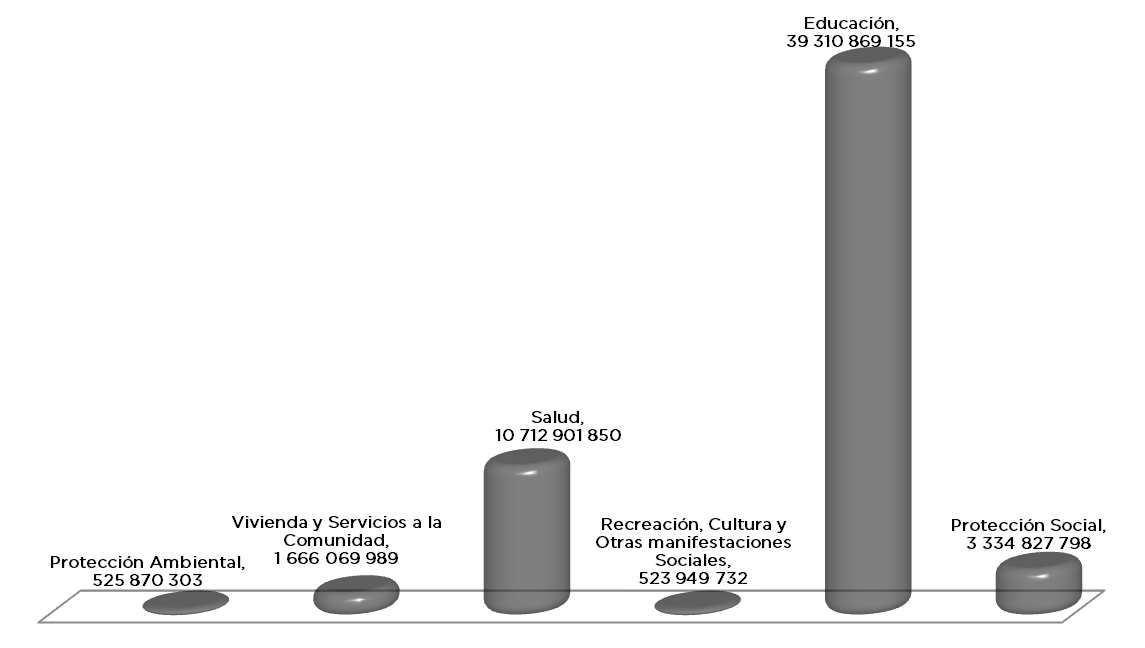 Protección Ambiental,
525 870 303
Vivienda y Servicios a la
Comunidad,
1 666 069 989
Salud,
10 712 901 850
Recreación, Cultura y
Otras manifestaciones
Sociales,
523 949 732
Educación,
39 310 869 155
Protección Social,
3 334 827 798